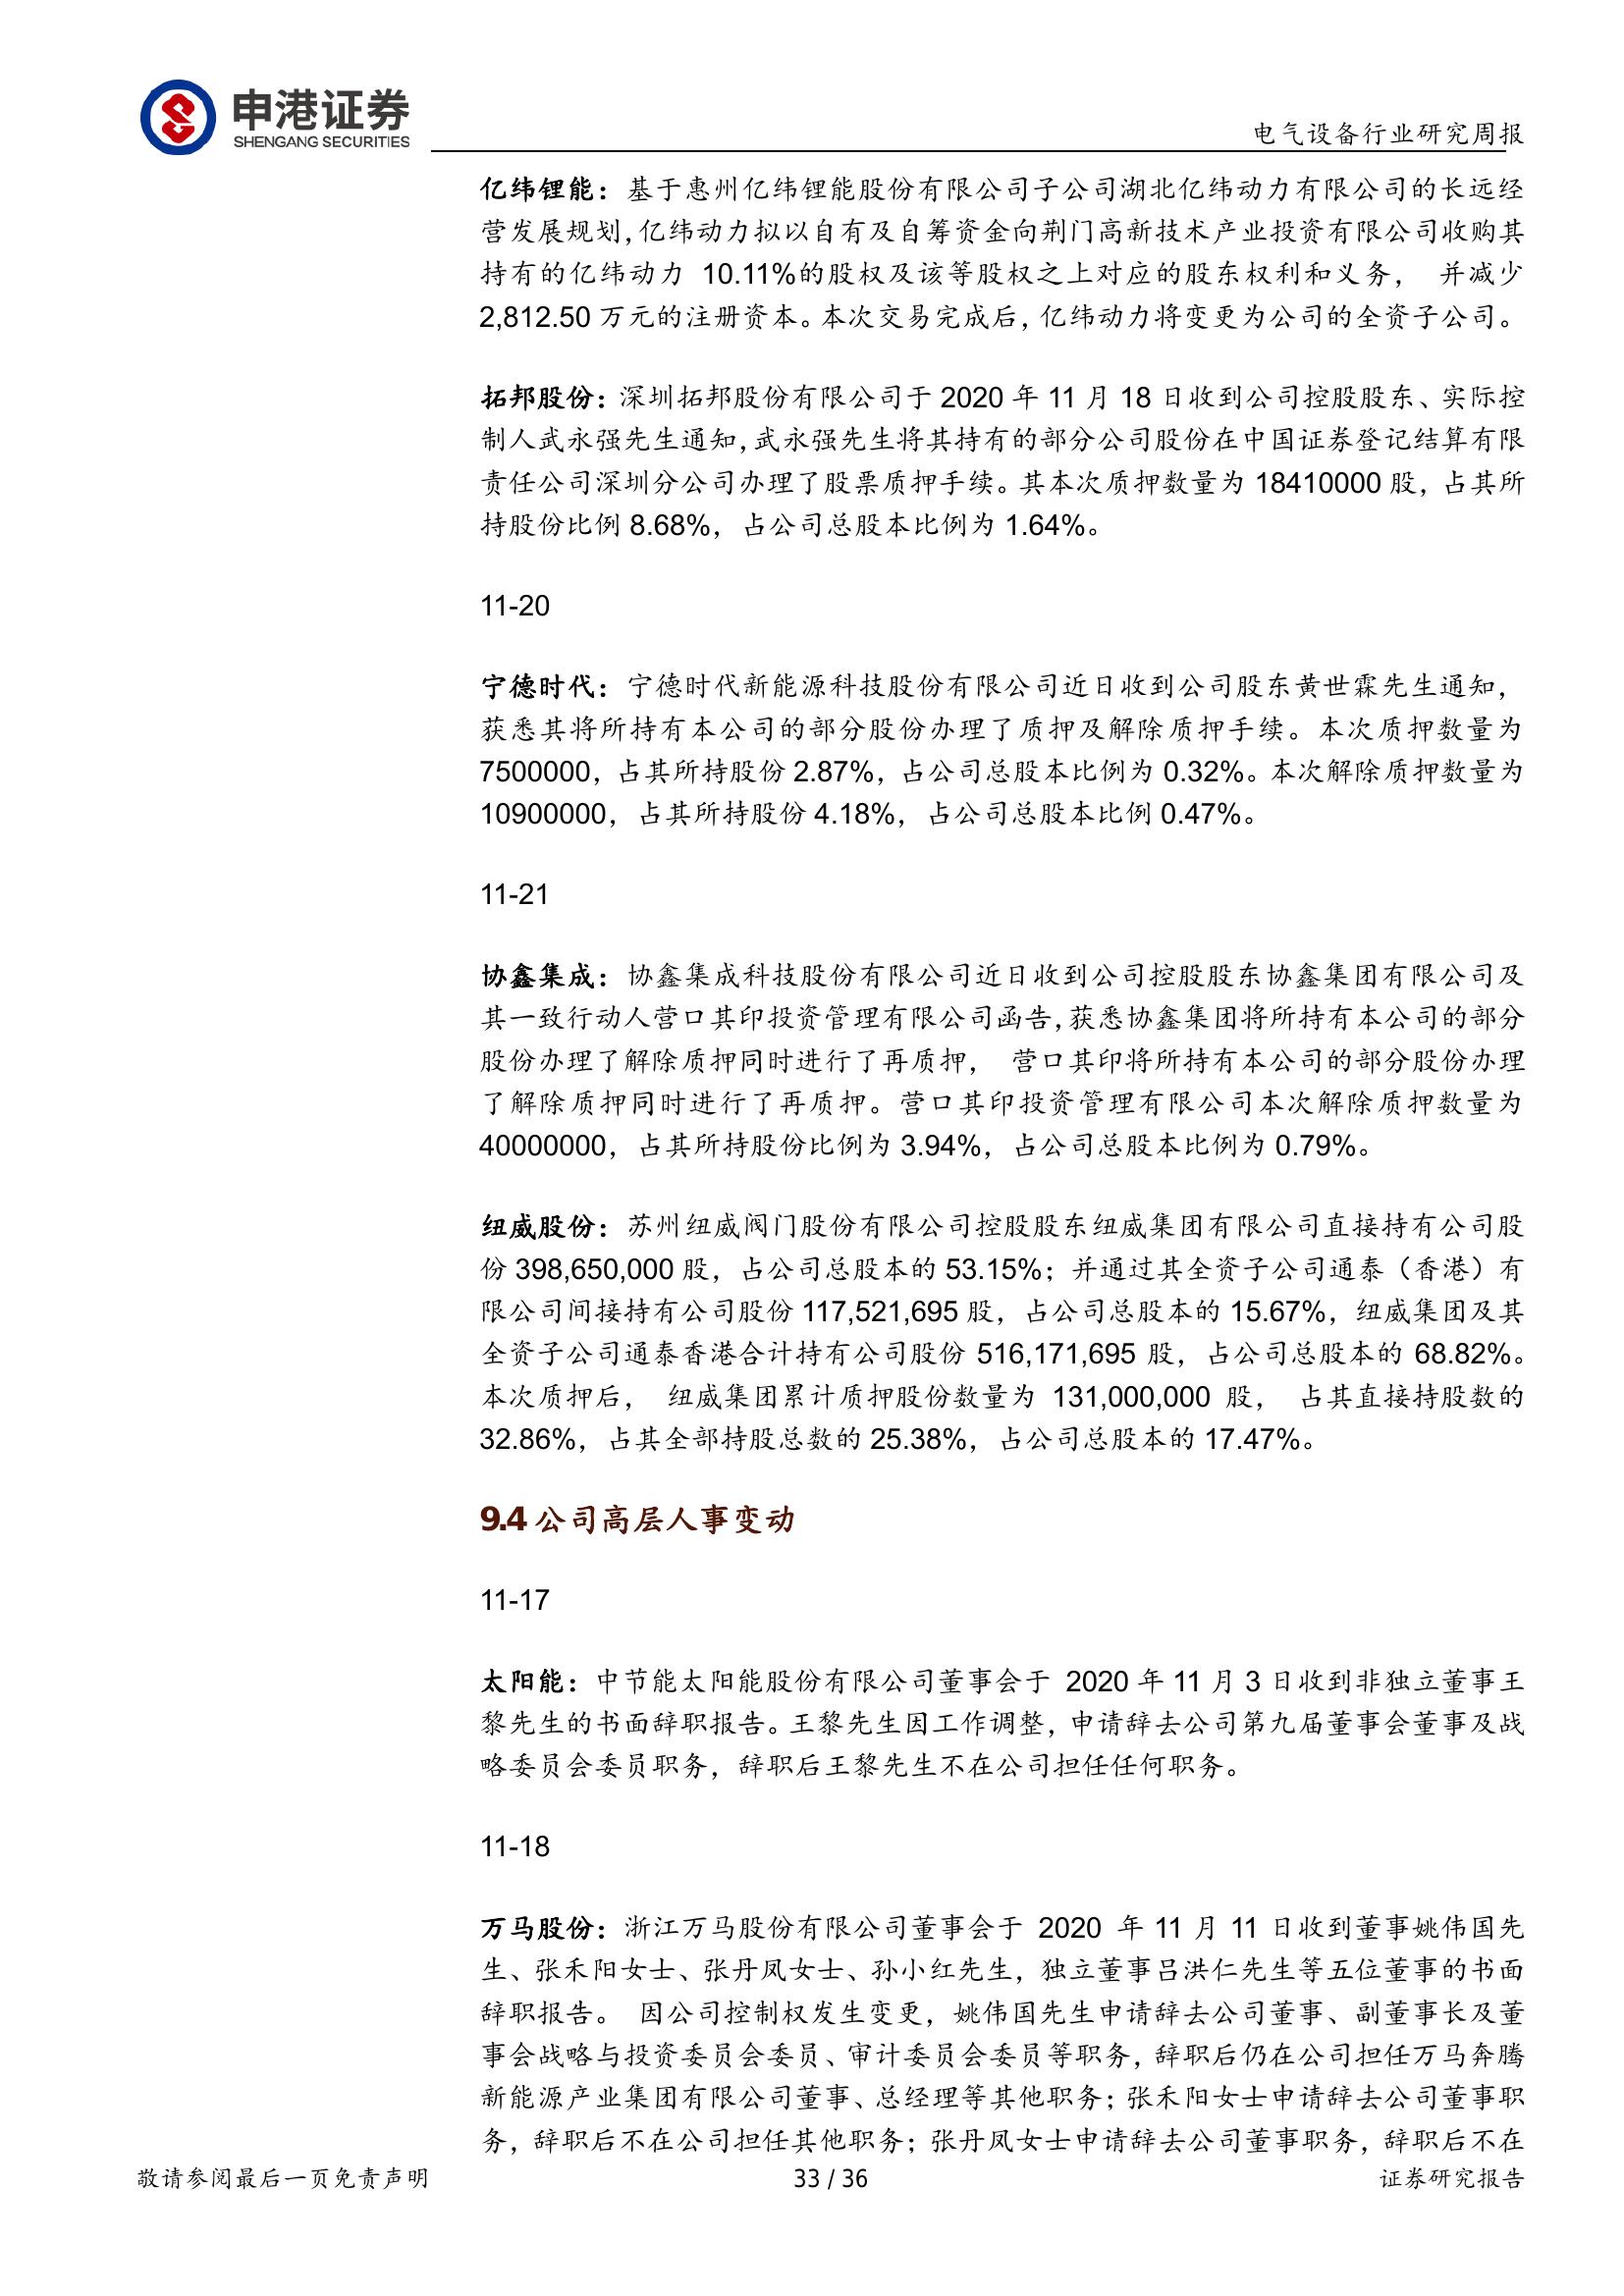 申港证券
SHENGANG SECURITIES
电气设备行业研究周报
亿纬锂能：基于惠州亿纬锂能股份有限公司子公司湖北亿纬动力有限公司的长远经
营发展规划，亿纬动力拟以自有及自筹资金向荆门高新技术产业投资有限公司收购其
持有的亿纬动力 10.11%的股权及该等股权之上对应的股东权利和义务， 并减少
2,812.50 万元的注册资本。本次交易完成后，亿纬动力将变更为公司的全资子公司。
拓邦股份：深圳拓邦股份有限公司于 2020 年 11 月 18 日收到公司控股股东、实际控
制人武永强先生通知，武永强先生将其持有的部分公司股份在中国证券登记结算有限
责任公司深圳分公司办理了股票质押手续。其本次质押数量为 18410000 股，占其所
持股份比例 8.68%，占公司总股本比例为 1.64%。
11-20
宁德时代：宁德时代新能源科技股份有限公司近日收到公司股东黄世霖先生通知，
获悉其将所持有本公司的部分股份办理了质押及解除质押手续。本次质押数量为
7500000，占其所持股份 2.87%，占公司总股本比例为 0.32%。本次解除质押数量为
10900000，占其所持股份 4.18%，占公司总股本比例 0.47%。
11-21
协鑫集成：协鑫集成科技股份有限公司近日收到公司控股股东协鑫集团有限公司及
其一致行动人营口其印投资管理有限公司函告，获悉协鑫集团将所持有本公司的部分
股份办理了解除质押同时进行了再质押， 营口其印将所持有本公司的部分股份办理
了解除质押同时进行了再质押。营口其印投资管理有限公司本次解除质押数量为
40000000，占其所持股份比例为 3.94%，占公司总股本比例为 0.79%。
纽威股份：苏州纽威阀门股份有限公司控股股东纽威集团有限公司直接持有公司股
份 398,650,000 股，占公司总股本的 53.15%；并通过其全资子公司通泰（香港）有
限公司间接持有公司股份 117,521,695 股，占公司总股本的 15.67%，纽威集团及其
全资子公司通泰香港合计持有公司股份 516,171,695 股，占公司总股本的 68.82%。
本次质押后， 纽威集团累计质押股份数量为 131,000,000 股， 占其直接持股数的
32.86%，占其全部持股总数的 25.38%，占公司总股本的 17.47%。
9.4 公司高层人事变动
11-17
太阳能：中节能太阳能股份有限公司董事会于 2020 年 11 月 3 日收到非独立董事王
黎先生的书面辞职报告。王黎先生因工作调整，申请辞去公司第九届董事会董事及战
略委员会委员职务，辞职后王黎先生不在公司担任任何职务。
11-18
万马股份：浙江万马股份有限公司董事会于 2020 年 11 月 11 日收到董事姚伟国先
生、张禾阳女士、张丹凤女士、孙小红先生，独立董事吕洪仁先生等五位董事的书面
辞职报告。 因公司控制权发生变更，姚伟国先生申请辞去公司董事、副董事长及董
事会战略与投资委员会委员、审计委员会委员等职务，辞职后仍在公司担任万马奔腾
新能源产业集团有限公司董事、总经理等其他职务；张禾阳女士申请辞去公司董事职
务，辞职后不在公司担任其他职务；张丹凤女士申请辞去公司董事职务，辞职后不在
敬请参阅最后一页免责声明
33 / 36
证券研究报告